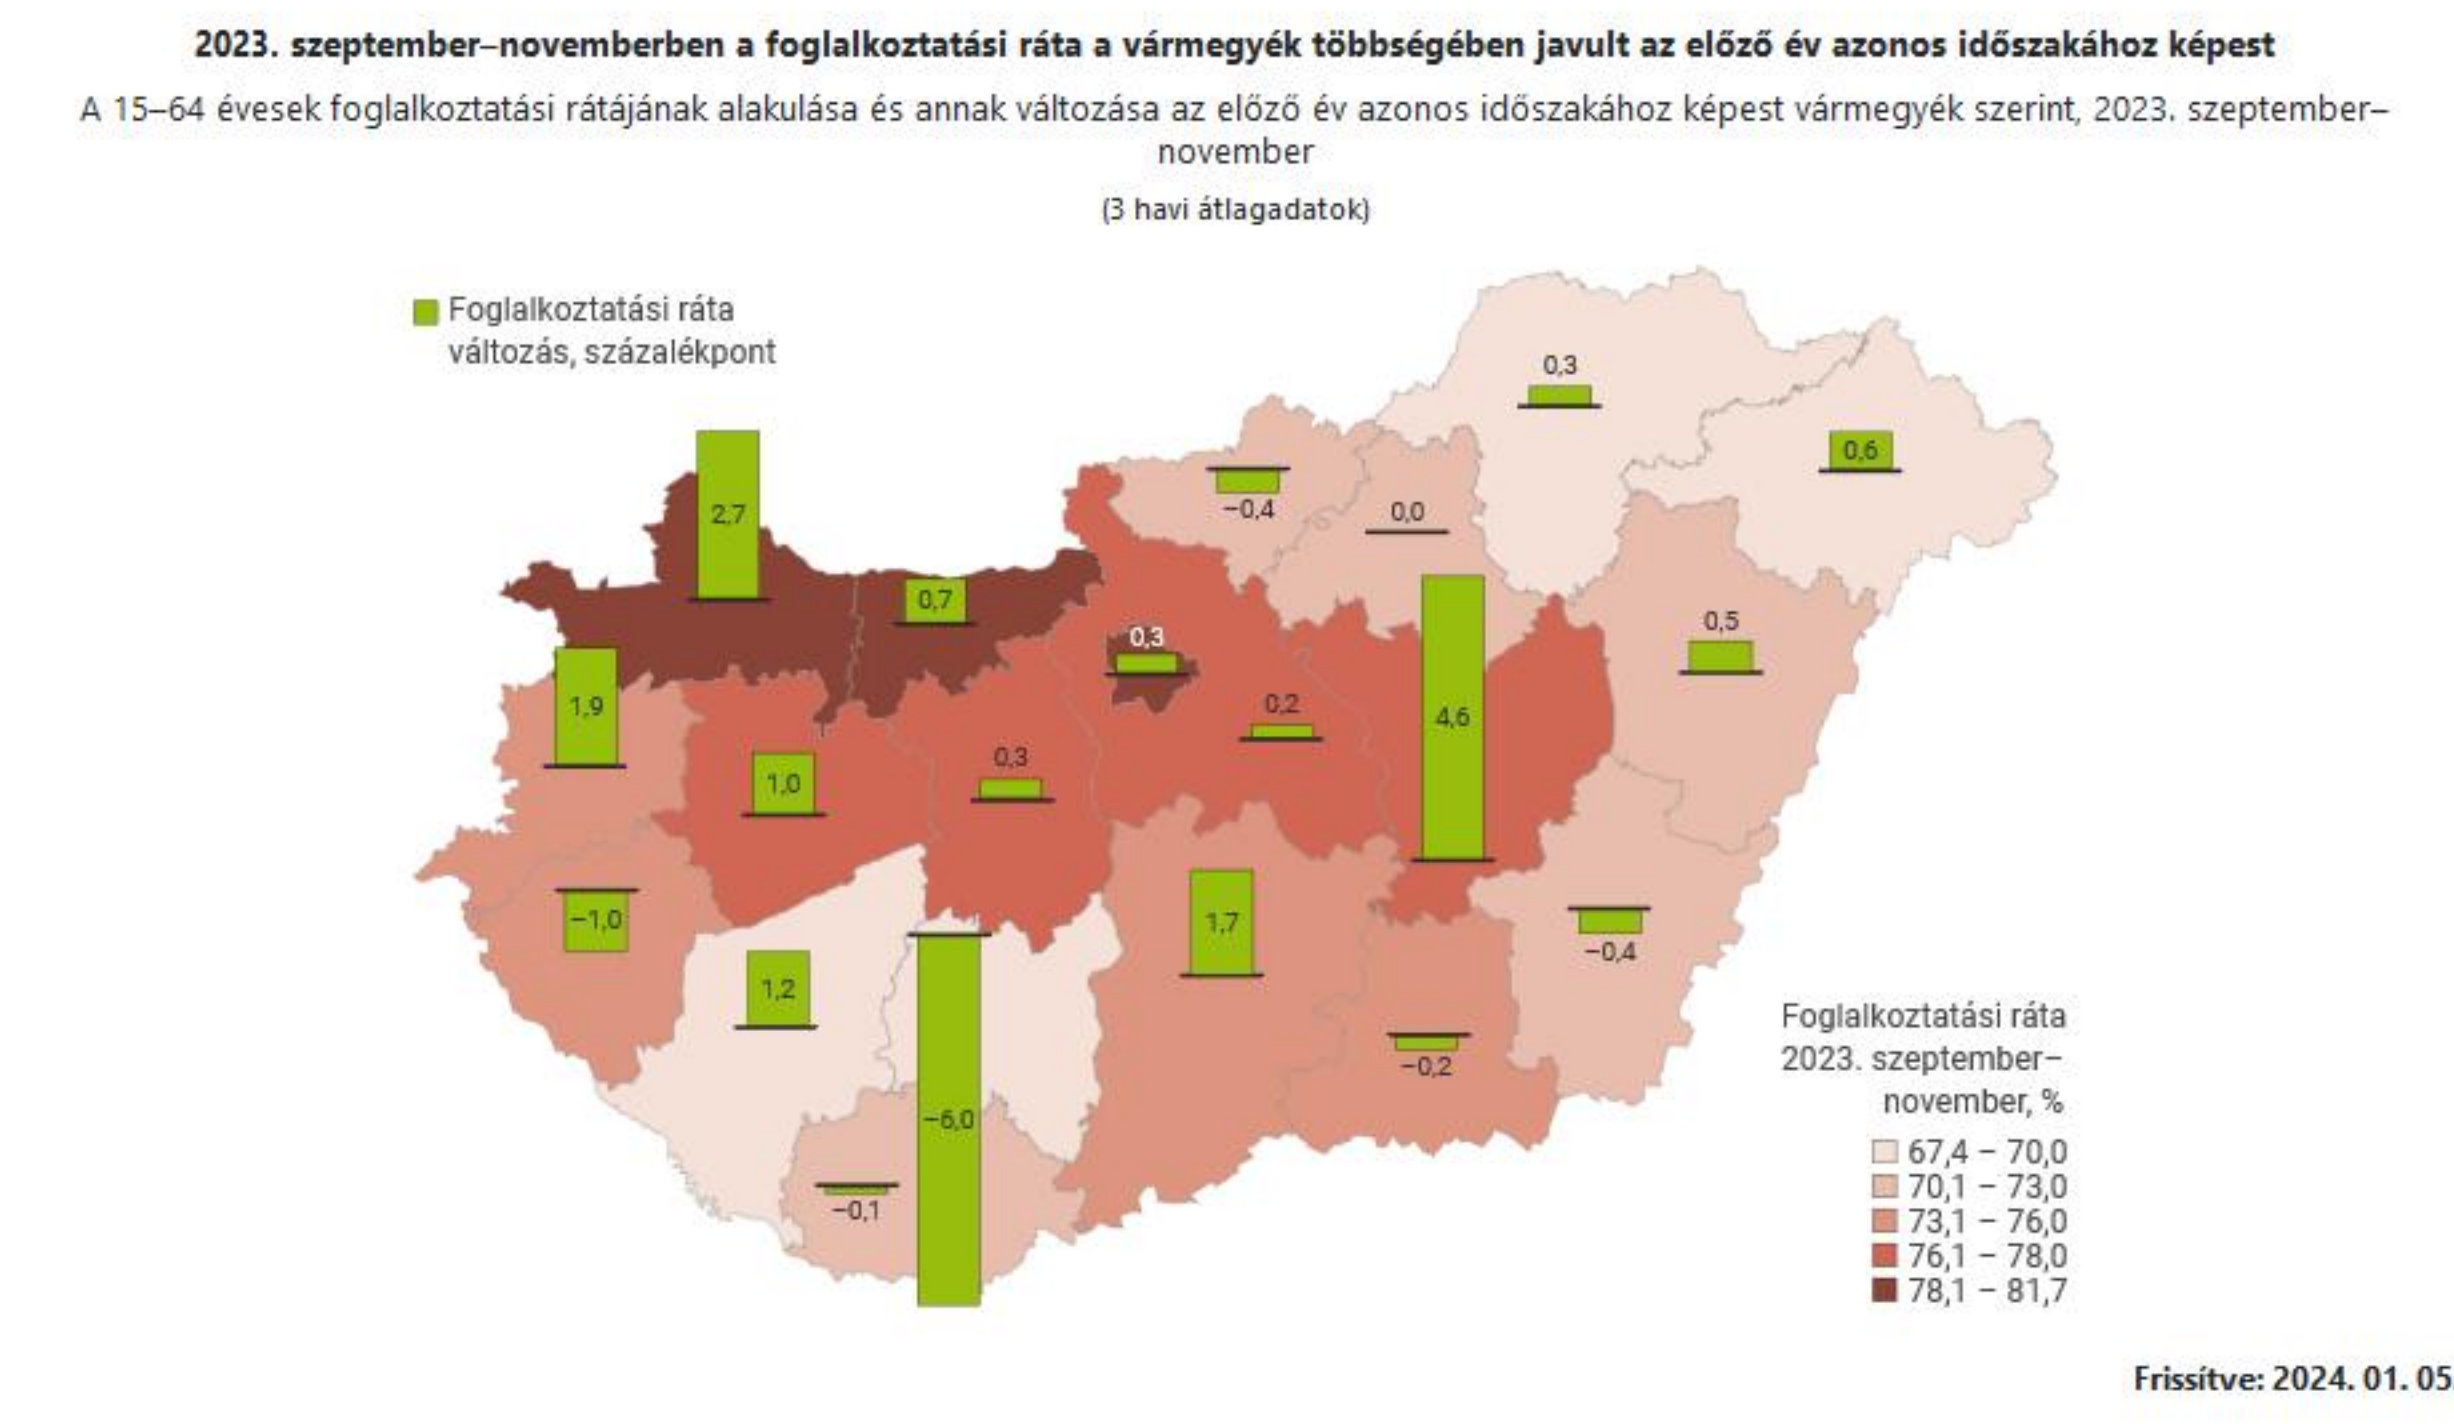 2023. szeptember–novemberben a foglalkoztatási ráta a vármegyék többségében javult az előző év azonos időszakához képest
A 15–64 évesek foglalkoztatási rátájának alakulása és annak változása az előző év azonos időszakához képest vármegyék szerint, 2023. szeptember–
november
(3 havi átlagadatok)
Foglalkoztatási ráta
változás, százalékpont
0,3
0,6
2,7
−0,4
0,0
0,7
0,3
0,5
1,9
0,2
4,6
1,0
0,3
−1,0
1,7
−0,4
1,2
−0,2
−6,0
−0,1
Foglalkoztatási ráta
2023. szeptember–
november, %
67,4 – 70,0
70,1 – 73,0
73,1 – 76,0
76,1 – 78,0
78,1 – 81,7
Frissítve: 2024. 01. 05